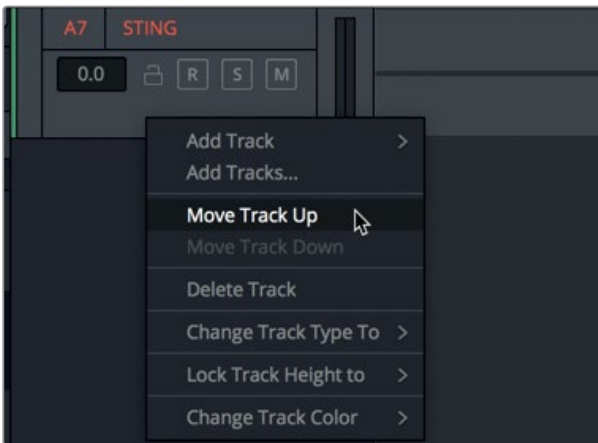 A7 STING
0.0 R S M
Add Track >
Add Tracks...
Move Track Up
Move Track Down
Delete Track
Change Track Type To >
Lock Track Height to >
Change Track Color >